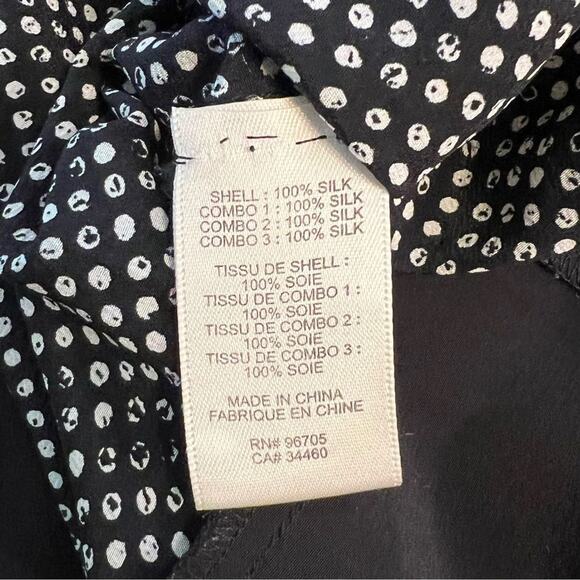 SHELL : 100% SILK
COMBO 1 : 100% SILK
COMBO 2 : 100% SILK
COMBO 3 : 100% SILK
TISSU DE SHELL :
100% SOIE
TISSU DE COMBO 1 :
100% SOIE
TISSU DE COMBO 2 :
100% SOIE
TISSU DE COMBO 3 :
100% SOIE
MADE IN CHINA
FABRIQUE EN CHINE
RN# 96705
CA# 34460